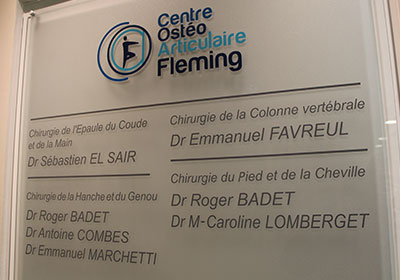 Centre
Ostéo
Articulaire
Fleming
Chirurgie de l'Epaule du Coude
et de la Main
Dr Sébastien EL SAIR
Chirurgie de la Colonne vertébrale
Dr Emmanuel FAVREUL
Chirurgie de la Hanche et du Genou
Dr Roger BADET
Dr Antoine COMBES
Dr Emmanuel MARCHETTI
Chirurgie du Pied et de la Cheville
Dr Roger BADET
Dr M-Caroline LOMBERGET